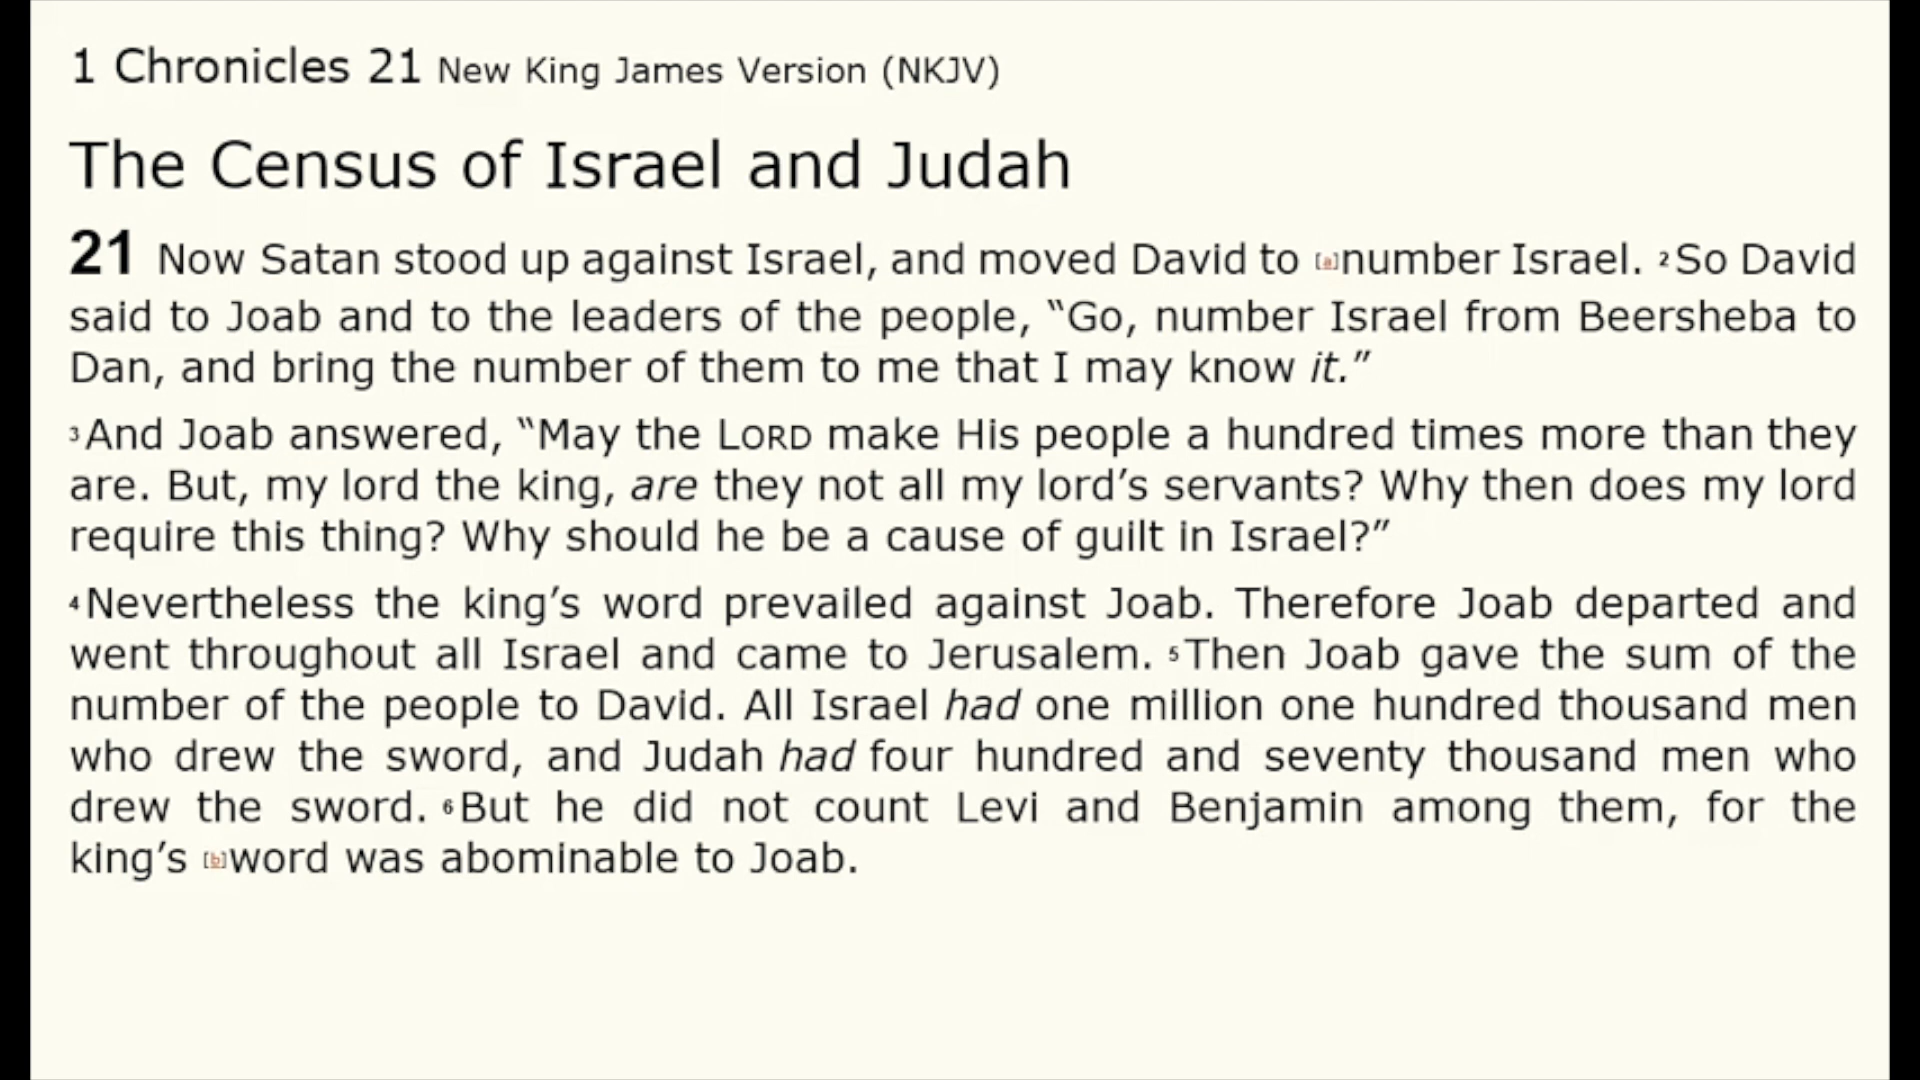 1 Chronicles 21 New King James Version (NKJV)
The Census of Israel and Judah
21 Now Satan stood up against Israel, and moved David to [a]number Israel. 2 So David
said to Joab and to the leaders of the people, “Go, number Israel from Beersheba to
Dan, and bring the number of them to me that I may know it.”
3 And Joab answered, “May the LORD make His people a hundred times more than they
are. But, my lord the king, are they not all my lord’s servants? Why then does my lord
require this thing? Why should he be a cause of guilt in Israel?”
4 Nevertheless the king’s word prevailed against Joab. Therefore Joab departed and
went throughout all Israel and came to Jerusalem. 5 Then Joab gave the sum of the
number of the people to David. All Israel had one million one hundred thousand men
who drew the sword, and Judah had four hundred and seventy thousand men who
drew the sword. 6 But he did not count Levi and Benjamin among them, for the
king’s [b]word was abominable to Joab.